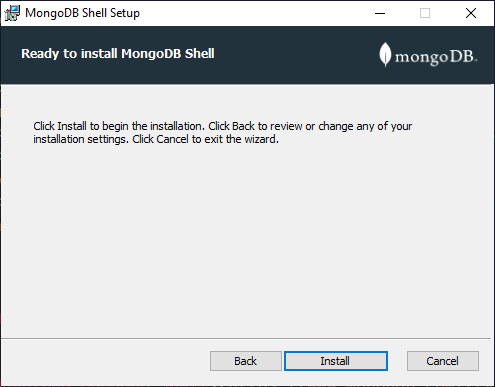 MongoDB Shell Setup
Ready to install MongoDB Shell
mongoDB.
Click Install to begin the installation. Click Back to review or change any of your
installation settings. Click Cancel to exit the wizard.
Back Install Cancel